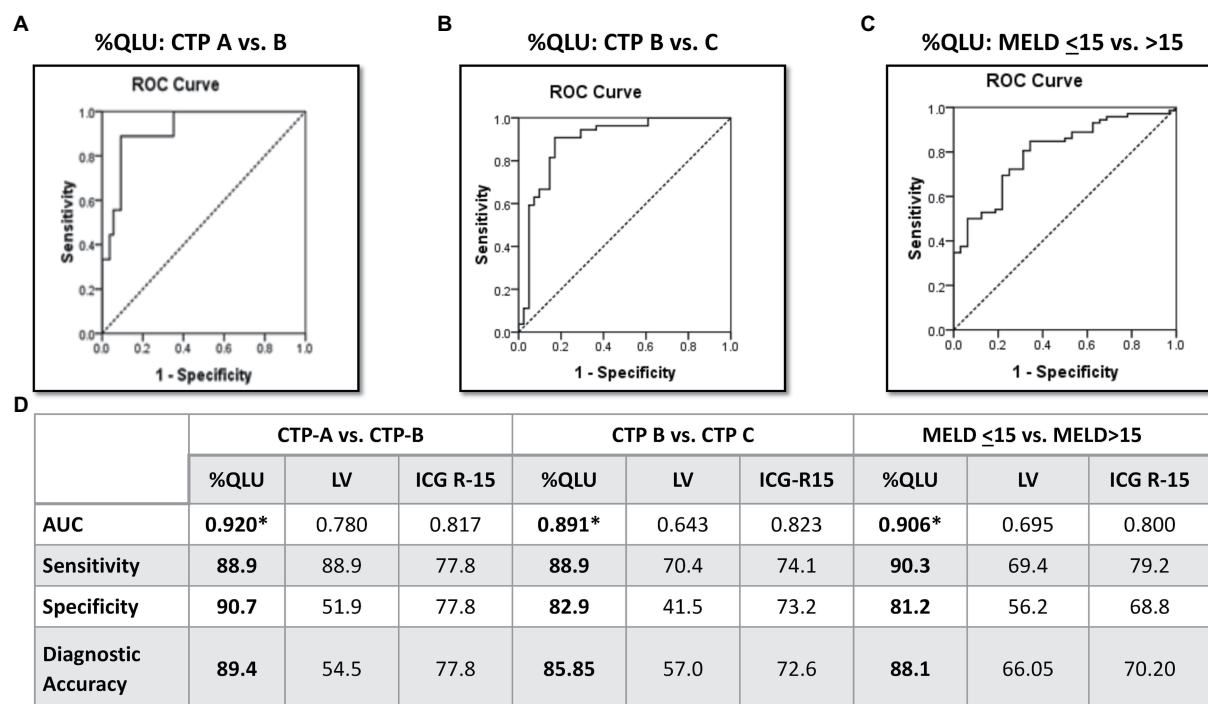 A
%QLU: CTP A vs. B
ROC Curve
Sensitivity
1.0
0.8
0.6
0.4
0.2
0.0
0.0 0.2 0.4 0.6 0.8 1.0
1 - Specificity
B
%QLU: CTP B vs. C
ROC Curve
Sensitivity
1.0
0.8
0.6
0.4
0.2
0.0
0.0 0.2 0.4 0.6 0.8 1.0
1 - Specificity
C
%QLU: MELD ≤15 vs. >15
ROC Curve
Sensitivity
1.0
0.8
0.6
0.4
0.2
0.0
0.0 0.2 0.4 0.6 0.8 1.0
1 - Specificity
D
CTP-A vs. CTP-B CTP B vs. CTP C MELD ≤15 vs. MELD>15
%QLU LV ICG R-15 %QLU LV ICG-R15 %QLU LV ICG R-15
AUC 0.920* 0.780 0.817 0.891* 0.643 0.823 0.906* 0.695 0.800
Sensitivity 88.9 88.9 77.8 88.9 70.4 74.1 90.3 69.4 79.2
Specificity 90.7 51.9 77.8 82.9 41.5 73.2 81.2 56.2 68.8
Diagnostic
Accuracy 89.4 54.5 77.8 85.85 57.0 72.6 88.1 66.05 70.20